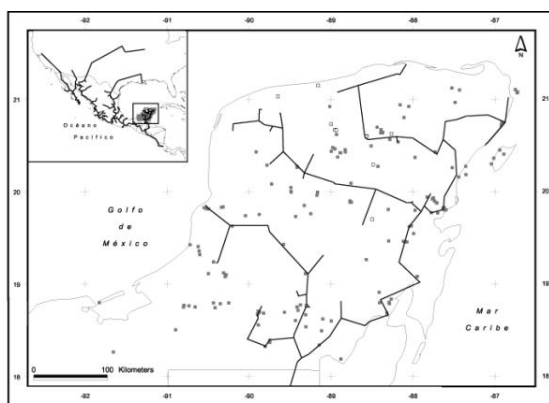 -92 -91 -90 -89 -88 -87
N
Océano
Pacífico
21 21
Golfo
de
México
20 20
19 19
Mar
Caribe
0 100 Kilometers
18 18
-92 -91 -90 -89 -88 -87